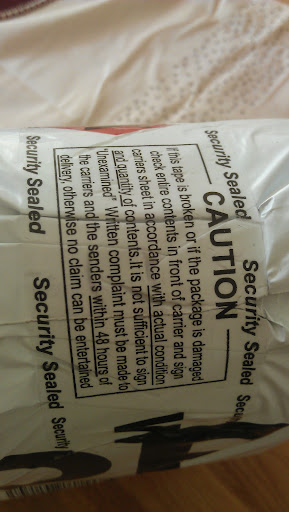 Security Sealed
Security Sealed
Security Sealed
Security Sealed
Security
CAUTION
If this tape is broken or if the package is damaged
check entire contents in front of carrier and sign
carriers sheet in accordance with actual condition
and quantity of contents.It is not sufficient to sign
"Unexamined" Written complaint must be made to
the carriers and the senders within 48 hours of
delivery, otherwise no claim can be entertained